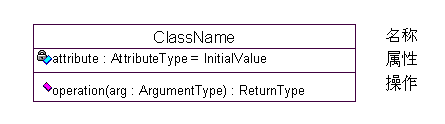 ClassName
名称
attribute : AttributeType = InitialValue
属性
operation(arg : ArgumentType) : ReturnType
操作